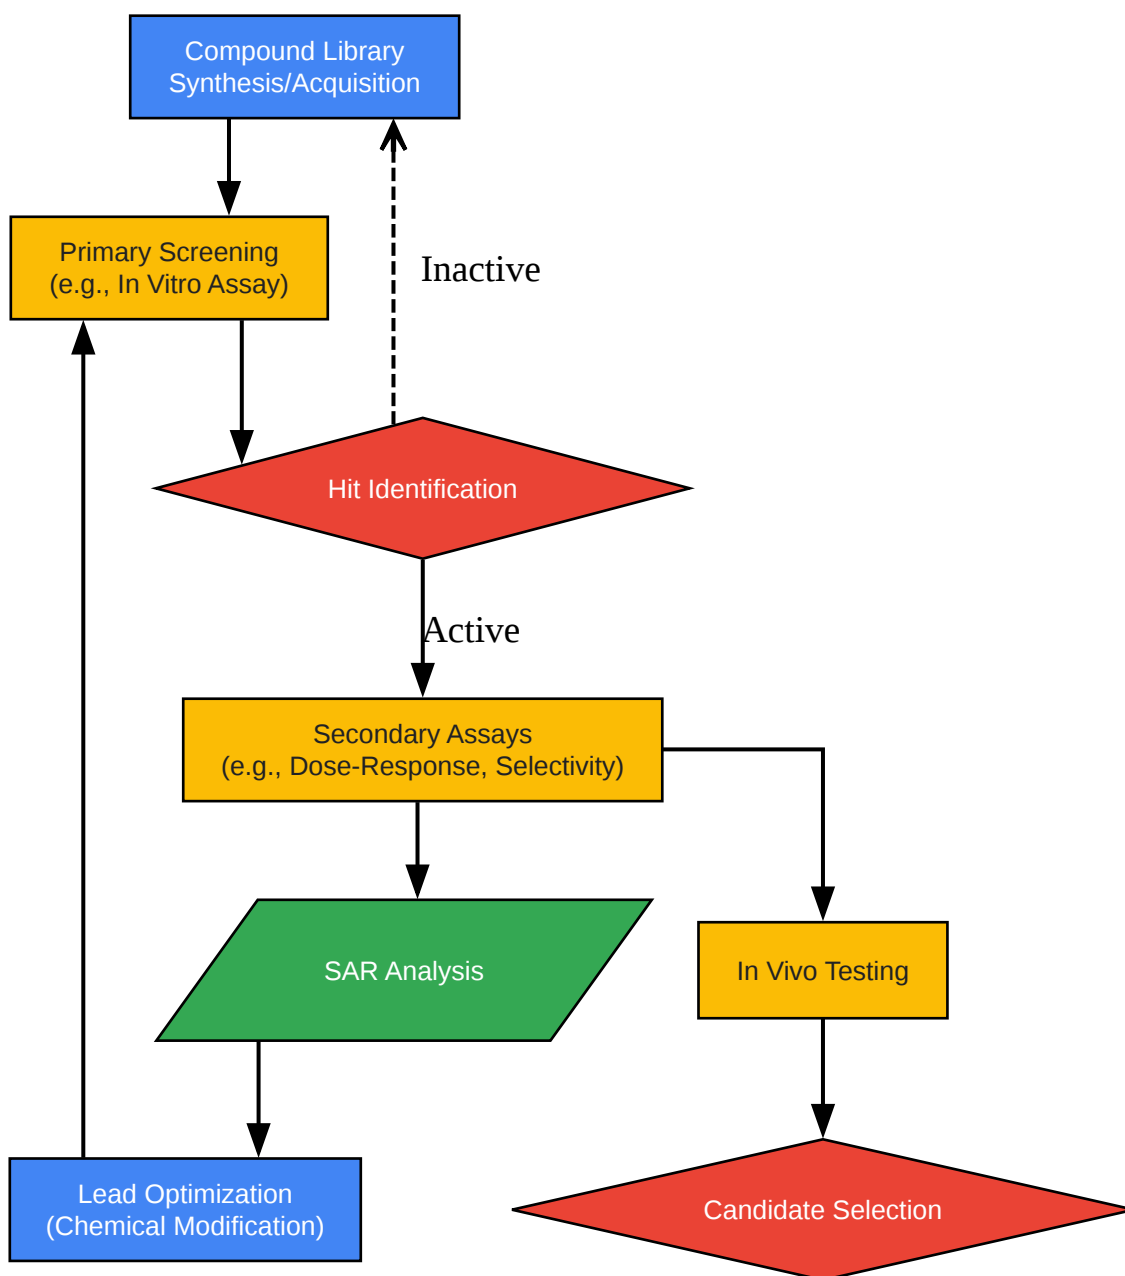 Compound Library
Synthesis/Acquisition
Primary Screening
(e.g., In Vitro Assay)
Inactive
Hit Identification
Active
Secondary Assays
(e.g., Dose-Response, Selectivity)
SAR Analysis
In Vivo Testing
Lead Optimization
(Chemical Modification)
Candidate Selection